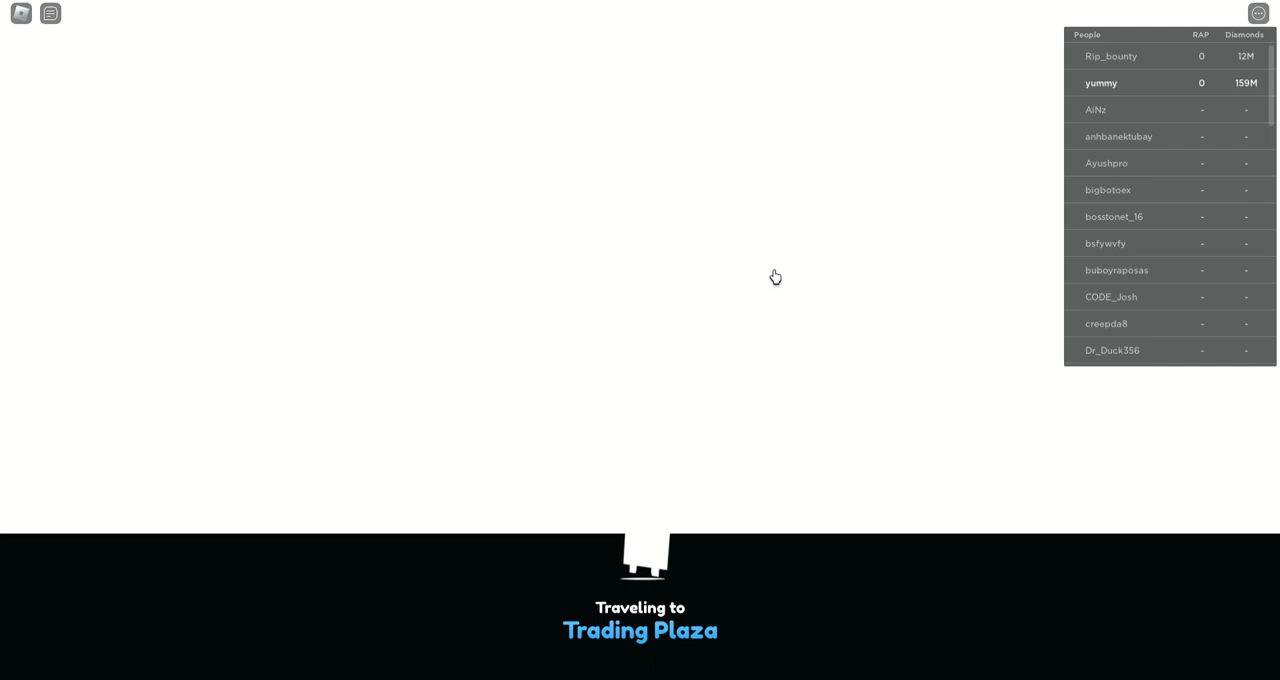 People RAP Diamonds
Rip_bounty 0 12M
yummy 0 159M
AiNz - -
anhbanektubay - -
Ayushpro - -
bigbotoex - -
bosstonet_16 - -
bsfywvfy - -
buboyraposas - -
CODE_Josh - -
creepda8 - -
Dr_Duck356 - -
Traveling to
Trading Plaza